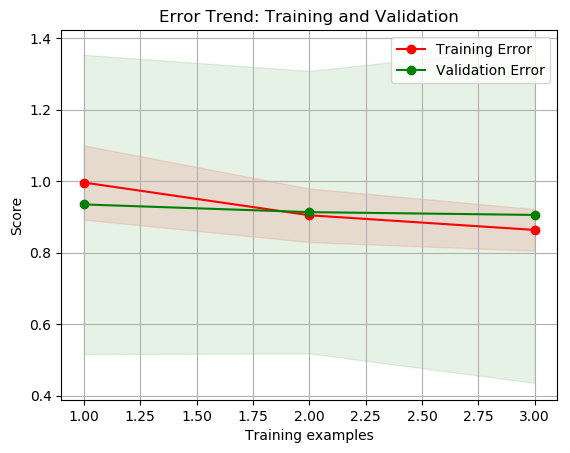 Error Trend: Training and Validation
1.4
1.2
1.0
0.8
0.6
0.4
Score
Training Error
Validation Error
1.00 1.25 1.50 1.75 2.00 2.25 2.50 2.75 3.00
Training examples